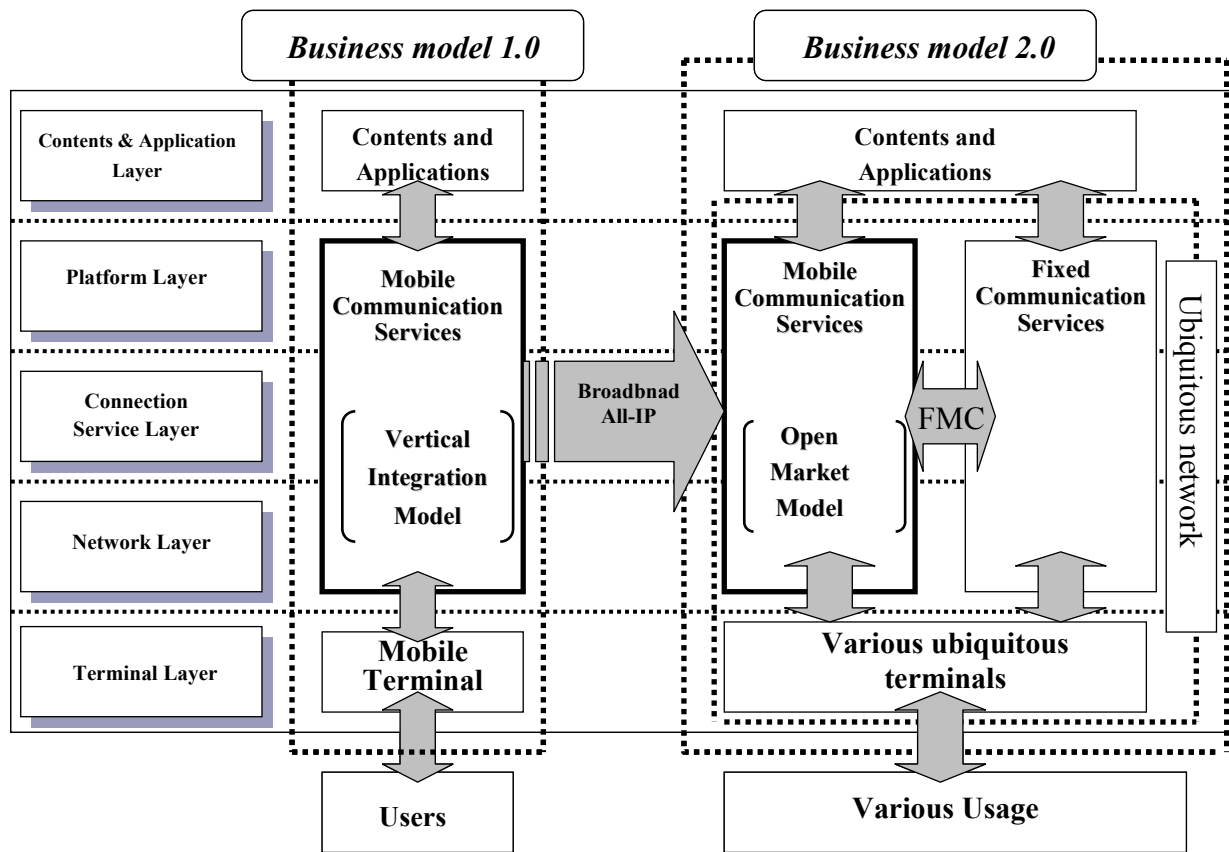 Business model 1.0
Business model 2.0
Contents & Application
Layer
Platform Layer
Connection
Service Layer
Network Layer
Terminal Layer
Contents and
Applications
Mobile
Communication
Services
Vertical
Integration
Model
Mobile
Terminal
Users
Broadbnad
All-IP
Contents and
Applications
Mobile
Communication
Services
Open
Market
Model
FMC
Fixed
Communication
Services
Ubiquitous network
Various ubiquitous
terminals
Various Usage